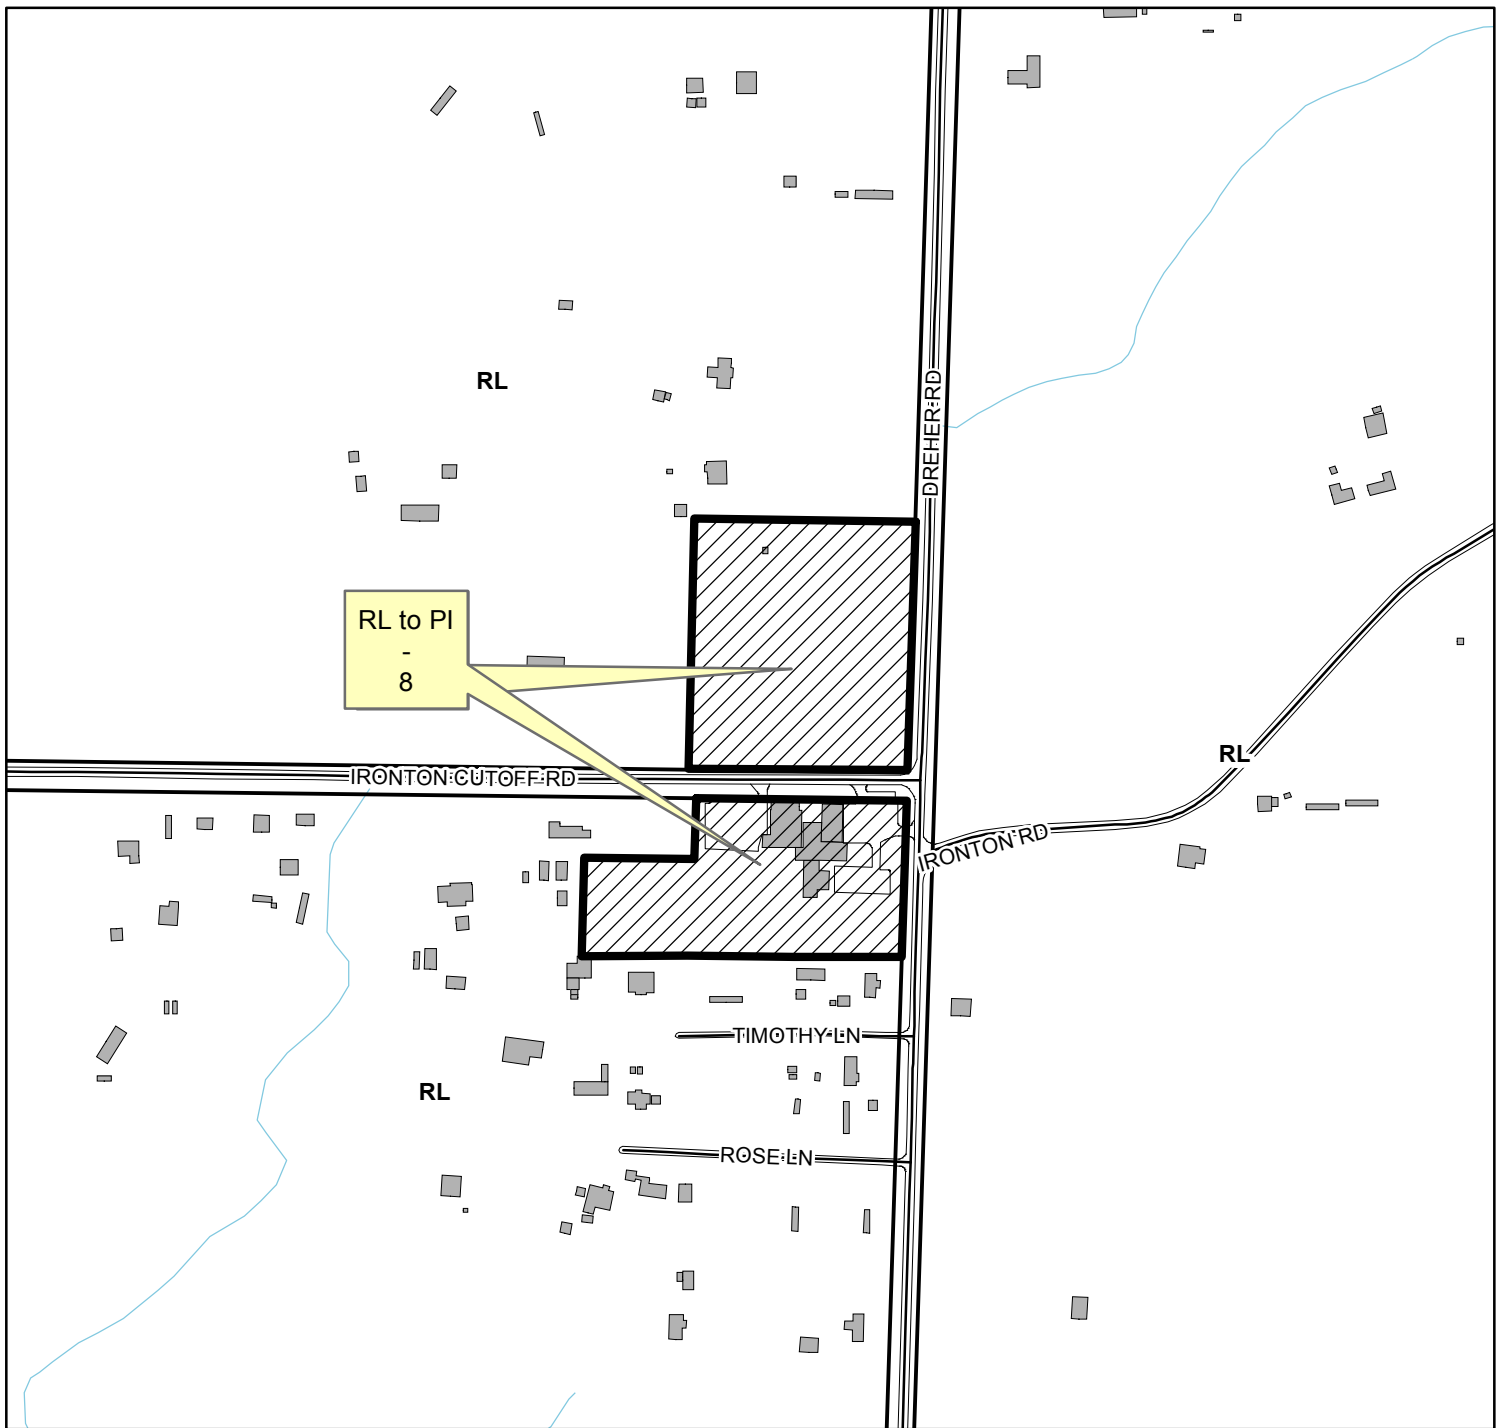 DREHER RD
RL
RL to PI
-
8
RL
IRONTON CUTOFF RD
IRONTON RD
TIMOTHY LN
RL
ROSE LN